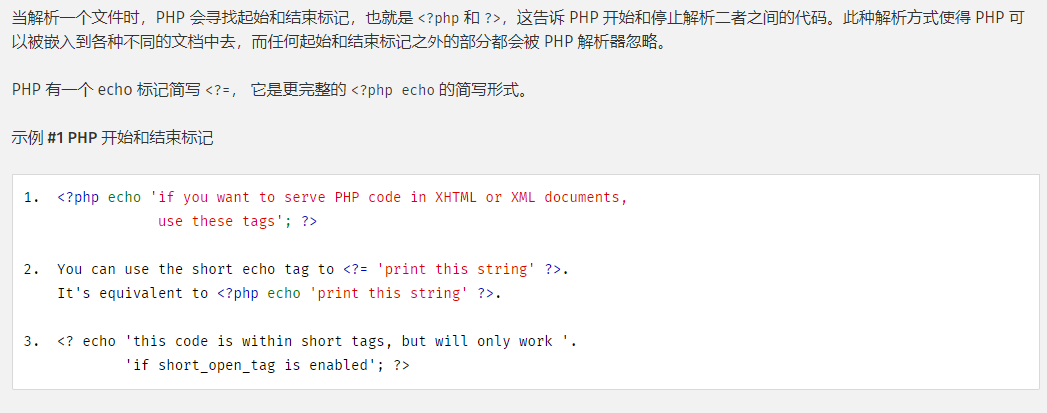 当解析一个文件时，PHP 会寻找起始和结束标记，也就是 <?php 和 ?>，这告诉 PHP 开始和停止解析二者之间的代码。此种解析方式使得 PHP 可
以被嵌入到各种不同的文档中去，而任何起始和结束标记之外的部分都会被 PHP 解析器忽略。
PHP 有一个 echo 标记简写 <?=， 它是更完整的 <?php echo 的简写形式。
示例 #1 PHP 开始和结束标记
1.  <?php echo 'if you want to serve PHP code in XHTML or XML documents,
                use these tags'; ?>
2.  You can use the short echo tag to <?= 'print this string' ?>.
    It's equivalent to <?php echo 'print this string' ?>.
3.  <? echo 'this code is within short tags, but will only work '.
            'if short_open_tag is enabled'; ?>